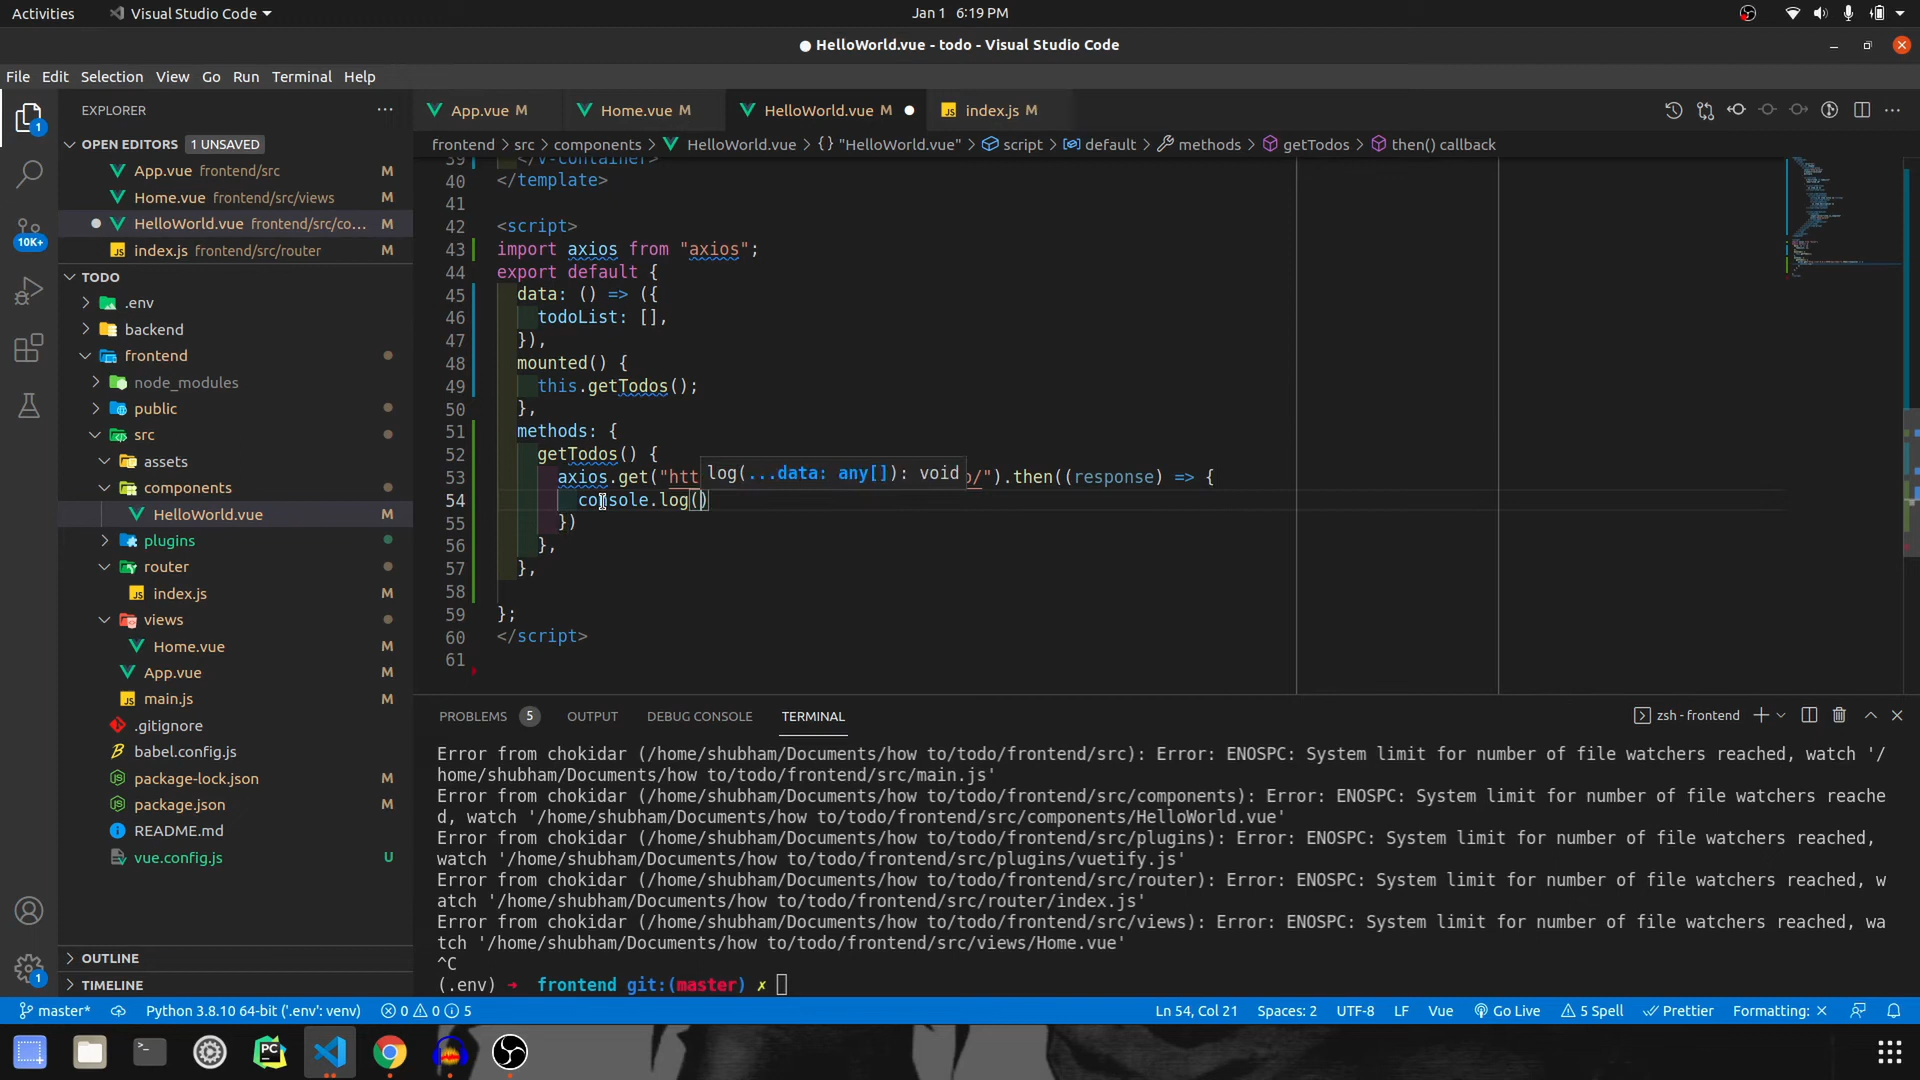 Activities
Visual Studio Code
Jan 1 6:19 PM
HelloWorld.vue - todo - Visual Studio Code
File Edit Selection View Go Run Terminal Help
EXPLORER
App.vue M
Home.vue M
HelloWorld.vue M
index.js M
OPEN EDITORS 1 UNSAVED
App.vue frontend/src M
Home.vue frontend/src/views M
HelloWorld.vue frontend/src/co... M
index.js frontend/src/router M
TODO
.env
backend
frontend
node_modules
public
src
assets
components
HelloWorld.vue M
plugins
router
index.js M
views
Home.vue M
App.vue M
main.js M
.gitignore
babel.config.js
package-lock.json M
package.json M
README.md
vue.config.js U
OUTLINE
TIMELINE
1
10K+
1
frontend > src > components > HelloWorld.vue > {} "HelloWorld.vue" > script > default > methods > getTodos > then() callback
39 </v-container>
40 </template>
41
42 <script>
43 import axios from "axios";
44 export default {
45 data: () => ({
46 todoList: [],
47 }),
48 mounted() {
49 this.getTodos();
50 },
51 methods: {
52 getTodos() {
53 axios.get("htt
log(...data: any[]): void
/").then((response) => {
54 console.log()
55 })
56 },
57 },
58
59 };
60 </script>
61
PROBLEMS 5 OUTPUT DEBUG CONSOLE TERMINAL
zsh - frontend
Error from chokidar (/home/shubham/Documents/how to/todo/frontend/src): Error: ENOSPC: System limit for number of file watchers reached, watch '/
home/shubham/Documents/how to/todo/frontend/src/main.js'
Error from chokidar (/home/shubham/Documents/how to/todo/frontend/src/components): Error: ENOSPC: System limit for number of file watchers reache
d, watch '/home/shubham/Documents/how to/todo/frontend/src/components/HelloWorld.vue'
Error from chokidar (/home/shubham/Documents/how to/todo/frontend/src/plugins): Error: ENOSPC: System limit for number of file watchers reached,
watch '/home/shubham/Documents/how to/todo/frontend/src/plugins/vuetify.js'
Error from chokidar (/home/shubham/Documents/how to/todo/frontend/src/router): Error: ENOSPC: System limit for number of file watchers reached, w
atch '/home/shubham/Documents/how to/todo/frontend/src/router/index.js'
Error from chokidar (/home/shubham/Documents/how to/todo/frontend/src/views): Error: ENOSPC: System limit for number of file watchers reached, wa
tch '/home/shubham/Documents/how to/todo/frontend/src/views/Home.vue'
^C
(.env) → frontend git:(master) ✗
master* Python 3.8.10 64-bit ('.env': venv) 0 0 5 Ln 54, Col 21 Spaces: 2 UTF-8 LF Vue Go Live 5 Spell Prettier Formatting: ×
PC